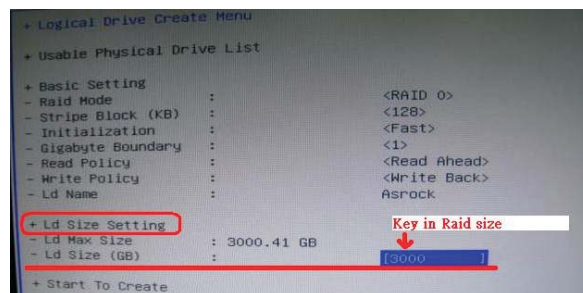 + Logical Drive Create Menu
+ Usable Physical Drive List
+ Basic Setting
- Raid Mode : <RAID 0>
- Stripe Block (KB) : <128>
- Initialization : <Fast>
- Gigabyte Boundary : <1>
- Read Policy : <Read Ahead>
- Write Policy : <Write Back>
- Ld Name : Asrock
+ Ld Size Setting
Key in Raid size
- Ld Max Size : 3000.41 GB
- Ld Size (GB) : [3000 ]
+ Start To Create